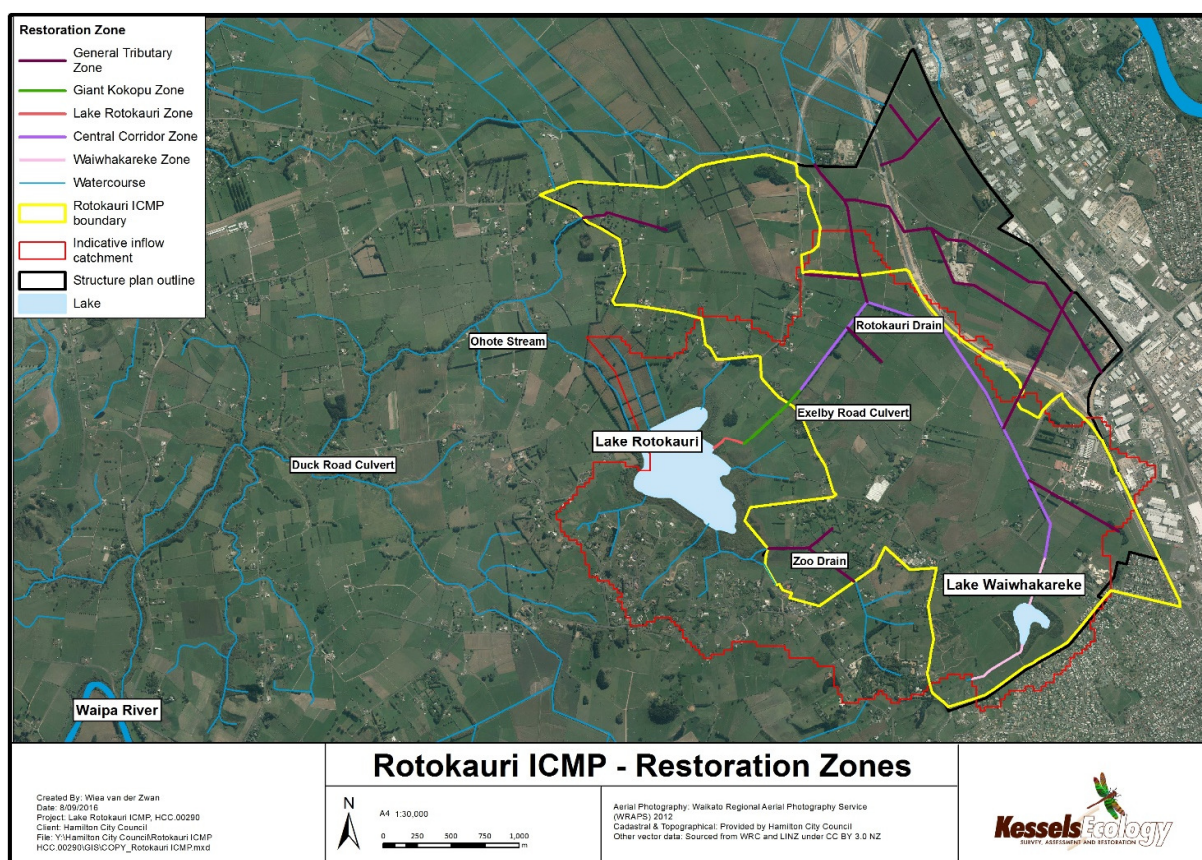 Restoration Zone
General Tributary
Zone
Giant Kokopu Zone
Lake Rotokauri Zone
Central Corridor Zone
Waiwhakareke Zone
Watercourse
Rotokauri ICMP
boundary
Indicative inflow
catchment
Structure plan outline
Lake
Rotokauri Drain
Ohote Stream
Exelby Road Culvert
Lake Rotokauri
Duck Road Culvert
Zoo Drain
Lake Waiwhakareke
Waipa River
Rotokauri ICMP - Restoration Zones
Created By: Wiea van der Zwan
Date: 8/09/2016
Project: Lake Rotokauri ICMP, HCC.00290
Client: Hamilton City Council
File: Y:\Hamilton City Council\Rotokauri ICMP
HCC.00290\GIS\COPY_Rotokauri ICMP.mxd
N
A4 1:30,000
0 250 500 1,000
m
Aerial Photography: Waikato Regional Aerial Photography Service
(WRAPS) 2012
Cadastral & Topographical: Provided by Hamilton City Council
Other vector data: Sourced from WRC and LINZ under CC BY 3.0 NZ
Kessels Ecology
SURVEY, ASSESSMENT AND RESTORATION